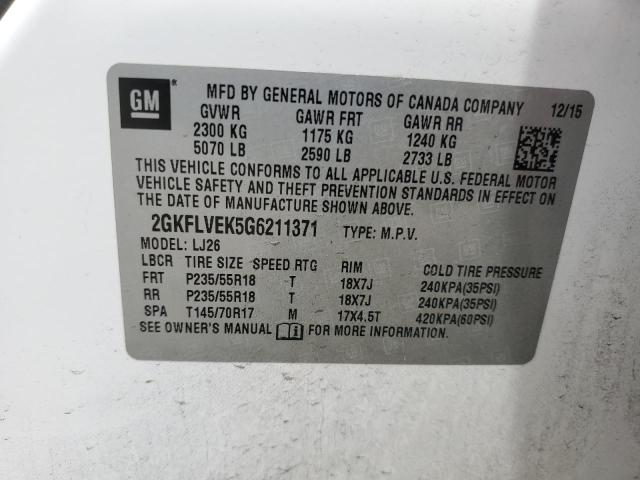 GM*
MFD BY GENERAL MOTORS OF CANADA COMPANY 12/15
GVWR GAWR FRT GAWR RR
2300 KG 1175 KG 1240 KG
5070 LB 2590 LB 2733 LB
THIS VEHICLE CONFORMS TO ALL APPLICABLE U.S. FEDERAL MOTOR
VEHICLE SAFETY AND THEFT PREVENTION STANDARDS IN EFFECT ON
THE DATE OF MANUFACTURE SHOWN ABOVE.
2GKFLVEK5G6211371 TYPE: M.P.V.
MODEL: LJ26
LBCR TIRE SIZE SPEED RTG RIM COLD TIRE PRESSURE
FRT P235/55R18 T 18X7J 240KPA(35PSI)
RR P235/55R18 T 18X7J 240KPA(35PSI)
SPA T145/70R17 M 17X4.5T 420KPA(60PSI)
SEE OWNER'S MANUAL FOR MORE INFORMATION.